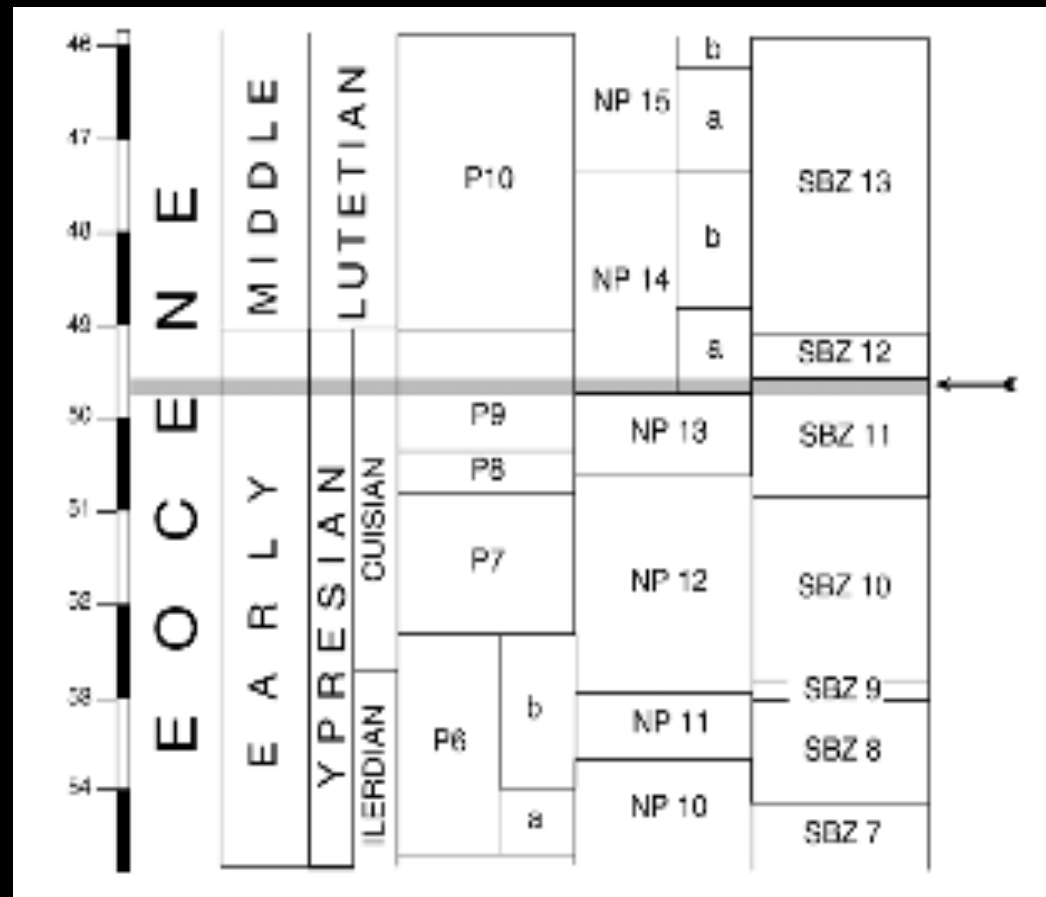 46
47
48
49
50
51
52
53
54
EOCENE
MIDDLE
EARLY
LUTETIAN
YPRESIAN
CUISIAN
ILERDIAN
P10
P9
P8
P7
P6
b
a
NP 15
b
a
NP 14
b
a
NP 13
NP 12
NP 11
NP 10
SBZ 13
SBZ 12
SBZ 11
SBZ 10
SBZ 9
SBZ 8
SBZ 7